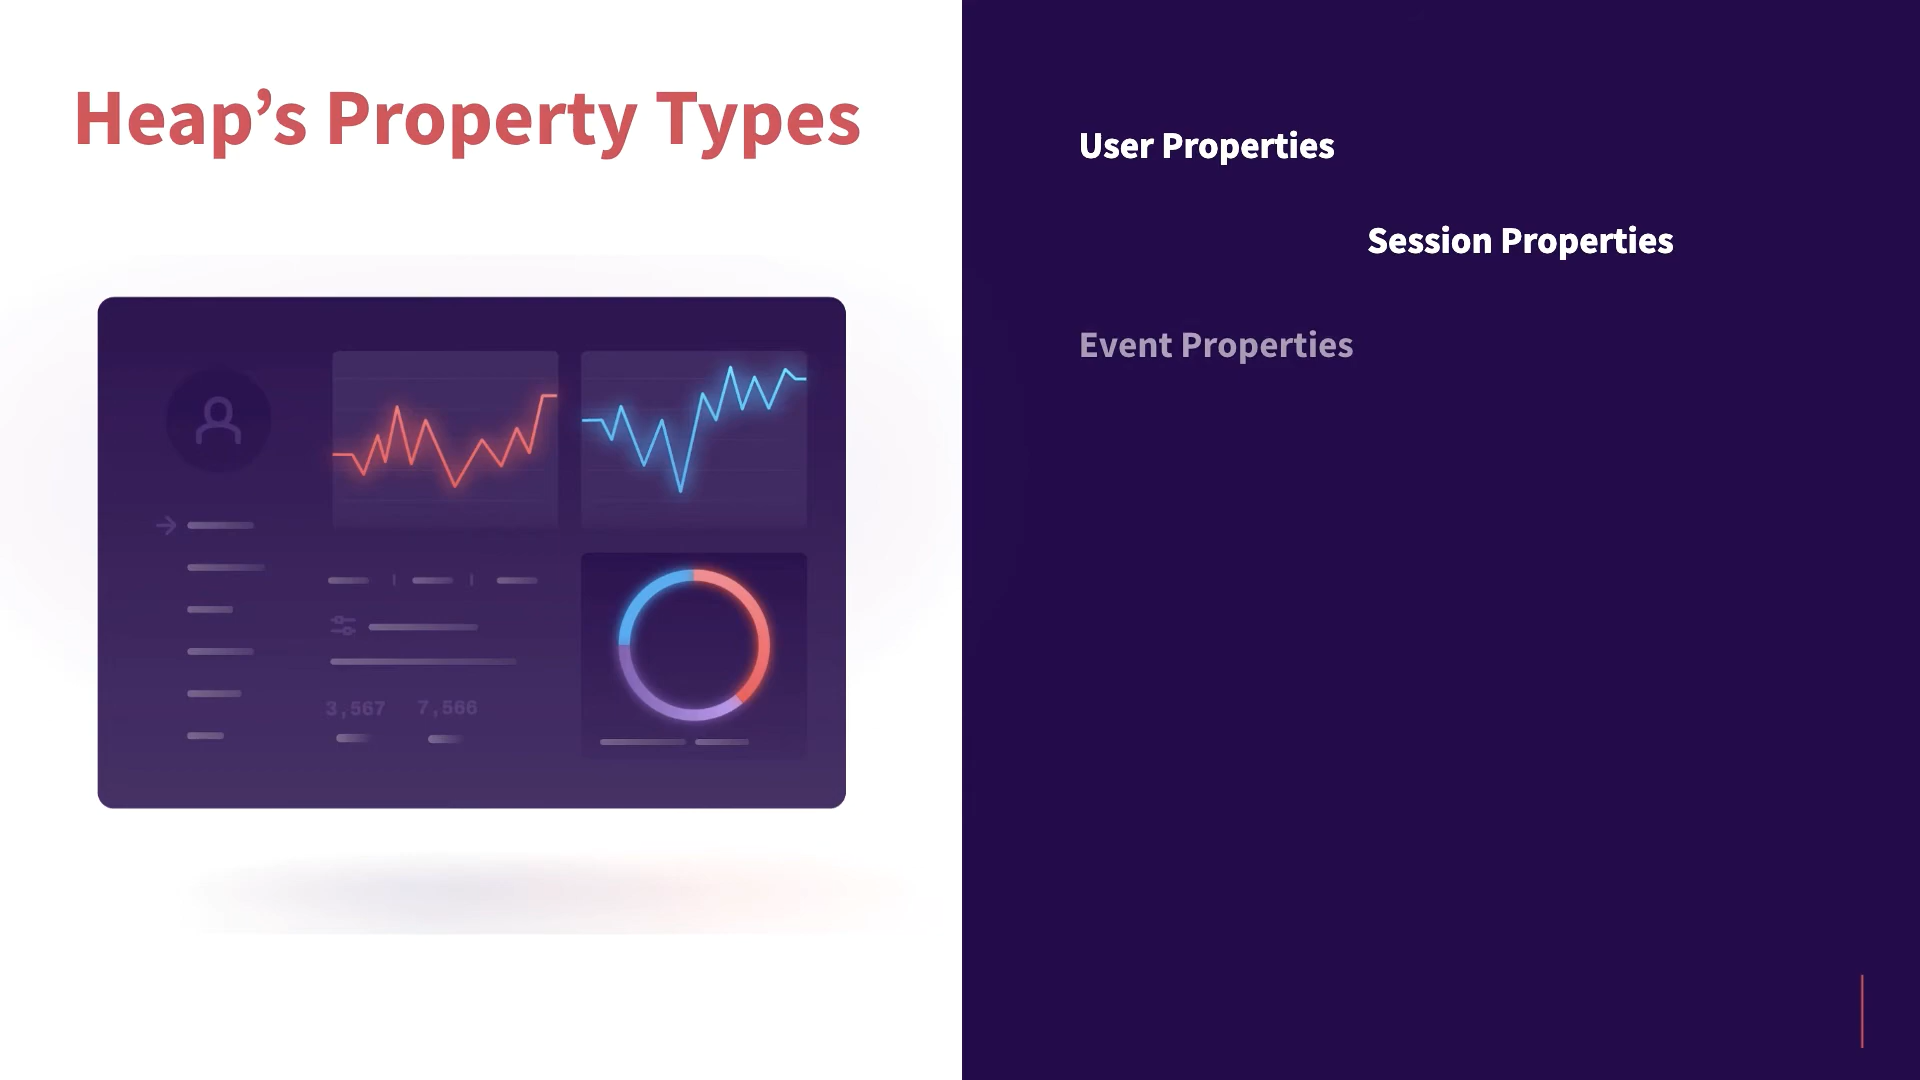 Heap’s Property Types
User Properties
Session Properties
Event Properties
3,567 7,566